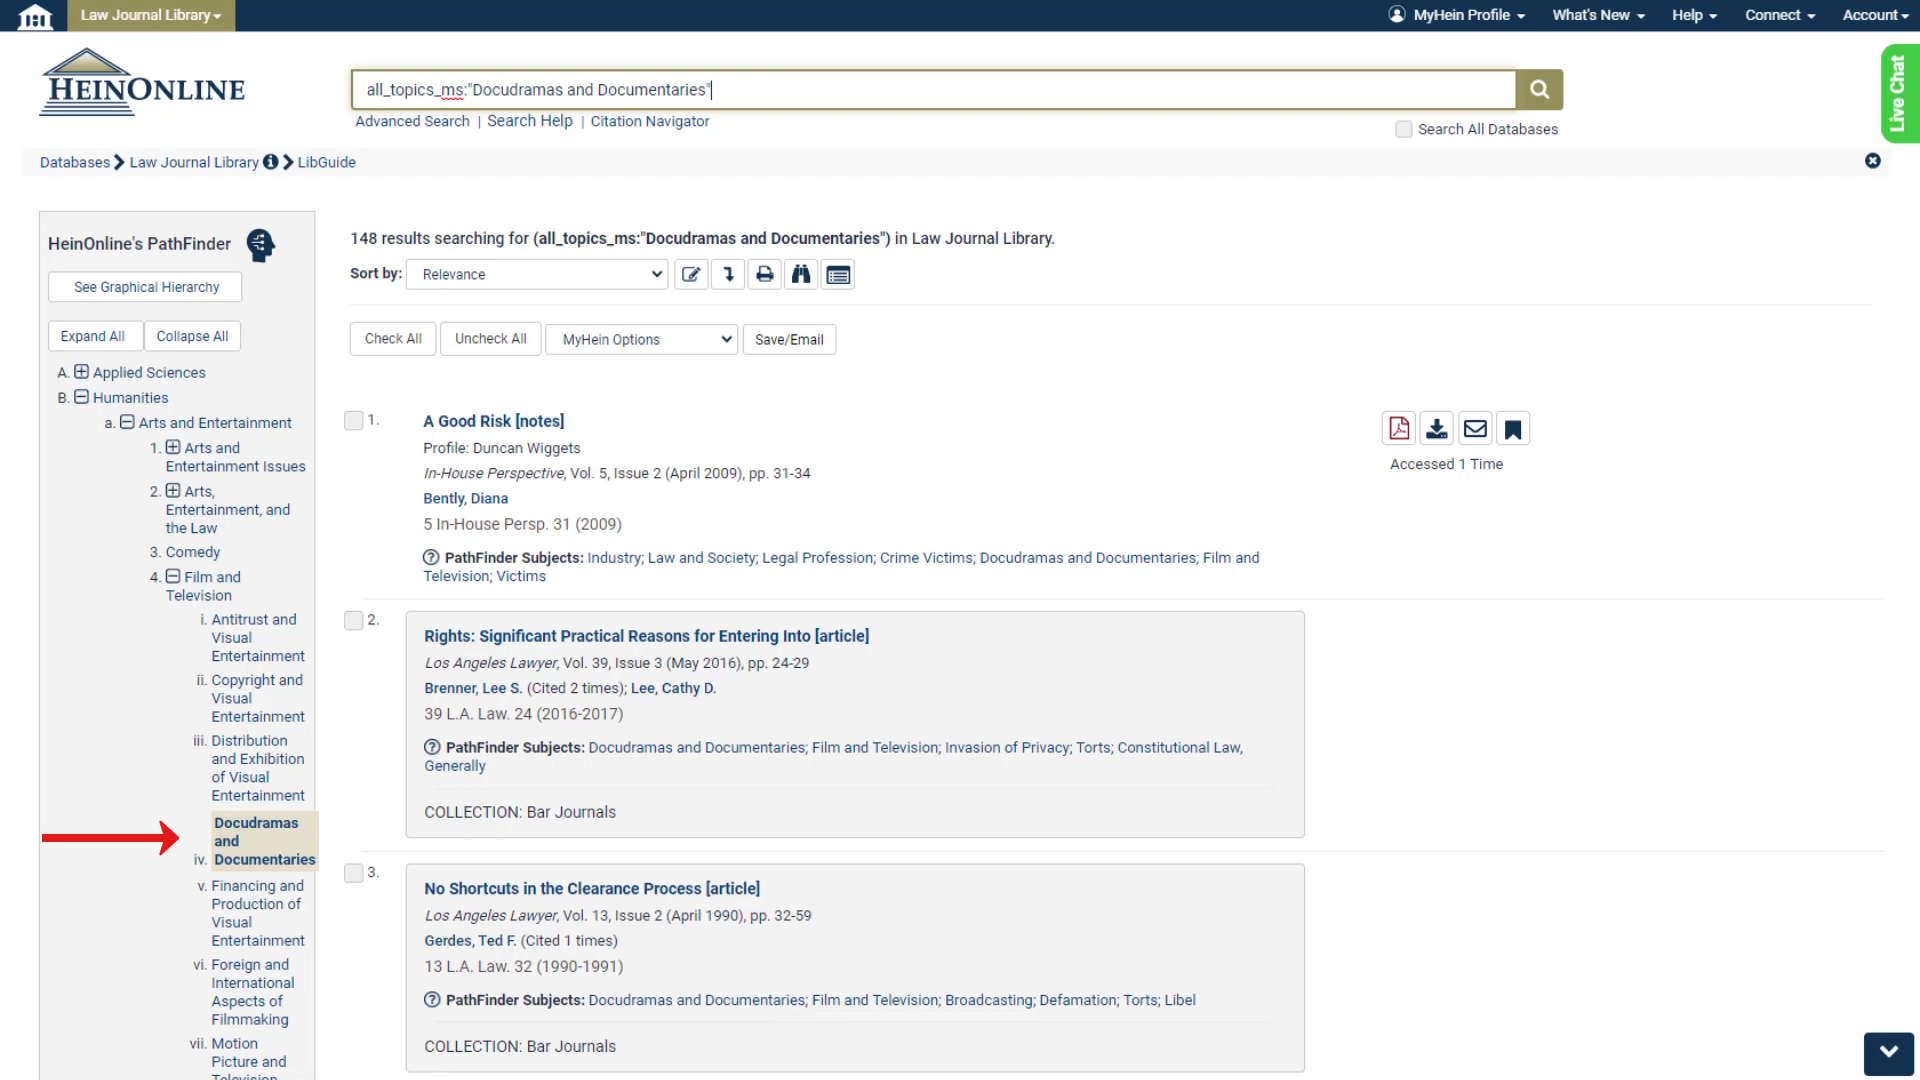 Law Journal Library
MyHein Profile
What's New
Help
Connect
Account
HEINONLINE
all_topics_ms:"Docudramas and Documentaries"
Advanced Search | Search Help | Citation Navigator
Search All Databases
Live Chat
Databases
Law Journal Library
LibGuide
HeinOnline's PathFinder
See Graphical Hierarchy
Expand All
Collapse All
A. Applied Sciences
B. Humanities
a. Arts and Entertainment
1. Arts and
Entertainment Issues
2. Arts,
Entertainment, and
the Law
3. Comedy
4. Film and
Television
i. Antitrust and
Visual
Entertainment
ii. Copyright and
Visual
Entertainment
iii. Distribution
and Exhibition
of Visual
Entertainment
Docudramas
and
iv. Documentaries
v. Financing and
Production of
Visual
Entertainment
vi. Foreign and
International
Aspects of
Filmmaking
vii. Motion
Picture and
Television
148 results searching for (all_topics_ms:"Docudramas and Documentaries") in Law Journal Library.
Sort by: Relevance
Check All
Uncheck All
MyHein Options
Save/Email
1.
A Good Risk [notes]
Profile: Duncan Wiggets
In-House Perspective, Vol. 5, Issue 2 (April 2009), pp. 31-34
Bently, Diana
5 In-House Persp. 31 (2009)
PathFinder Subjects: Industry; Law and Society; Legal Profession; Crime Victims; Docudramas and Documentaries; Film and
Television; Victims
Accessed 1 Time
2.
Rights: Significant Practical Reasons for Entering Into [article]
Los Angeles Lawyer, Vol. 39, Issue 3 (May 2016), pp. 24-29
Brenner, Lee S. (Cited 2 times); Lee, Cathy D.
39 L.A. Law. 24 (2016-2017)
PathFinder Subjects: Docudramas and Documentaries; Film and Television; Invasion of Privacy; Torts; Constitutional Law,
Generally
COLLECTION: Bar Journals
3.
No Shortcuts in the Clearance Process [article]
Los Angeles Lawyer, Vol. 13, Issue 2 (April 1990), pp. 32-59
Gerdes, Ted F. (Cited 1 times)
13 L.A. Law. 32 (1990-1991)
PathFinder Subjects: Docudramas and Documentaries; Film and Television; Broadcasting; Defamation; Torts; Libel
COLLECTION: Bar Journals